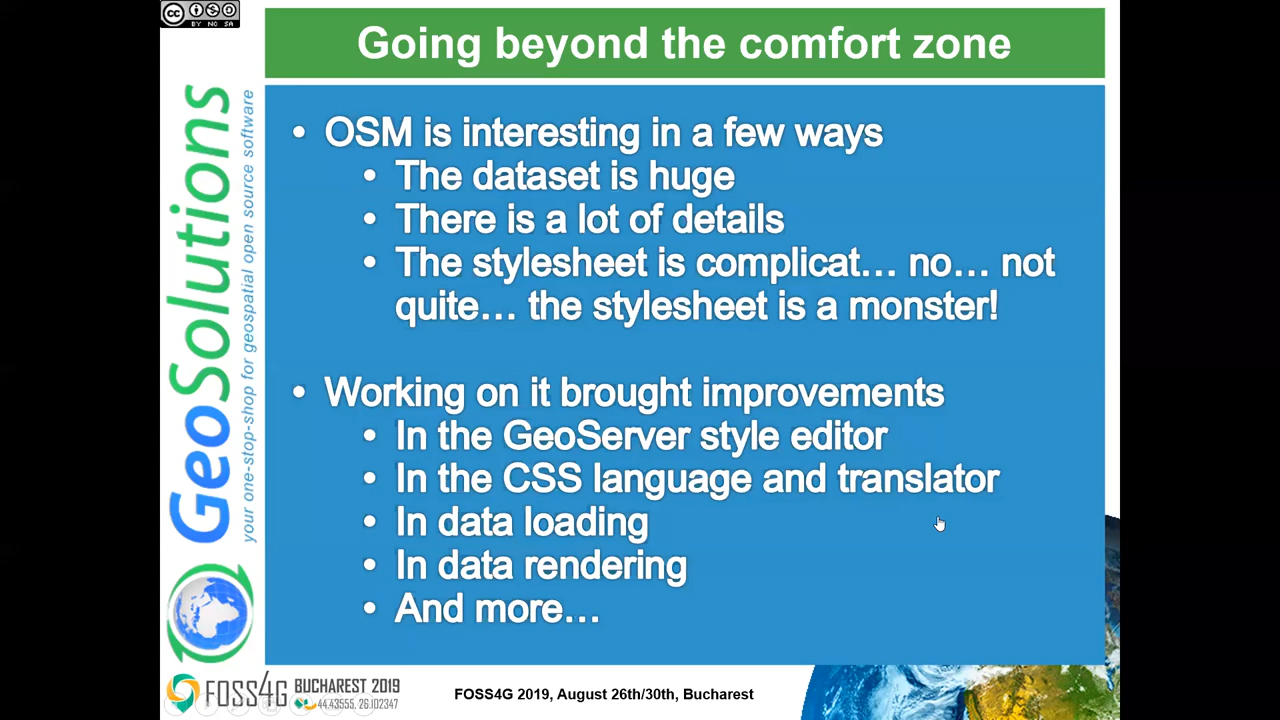 BY NC SA
Going beyond the comfort zone
GeoSolutions
your one-stop-shop for geospatial open source software
• OSM is interesting in a few ways
• The dataset is huge
• There is a lot of details
• The stylesheet is complicat… no… not
quite… the stylesheet is a monster!
• Working on it brought improvements
• In the GeoServer style editor
• In the CSS language and translator
• In data loading
• In data rendering
• And more…
FOSS4G BUCHAREST 2019
44.43555, 26.102347
FOSS4G 2019, August 26th/30th, Bucharest